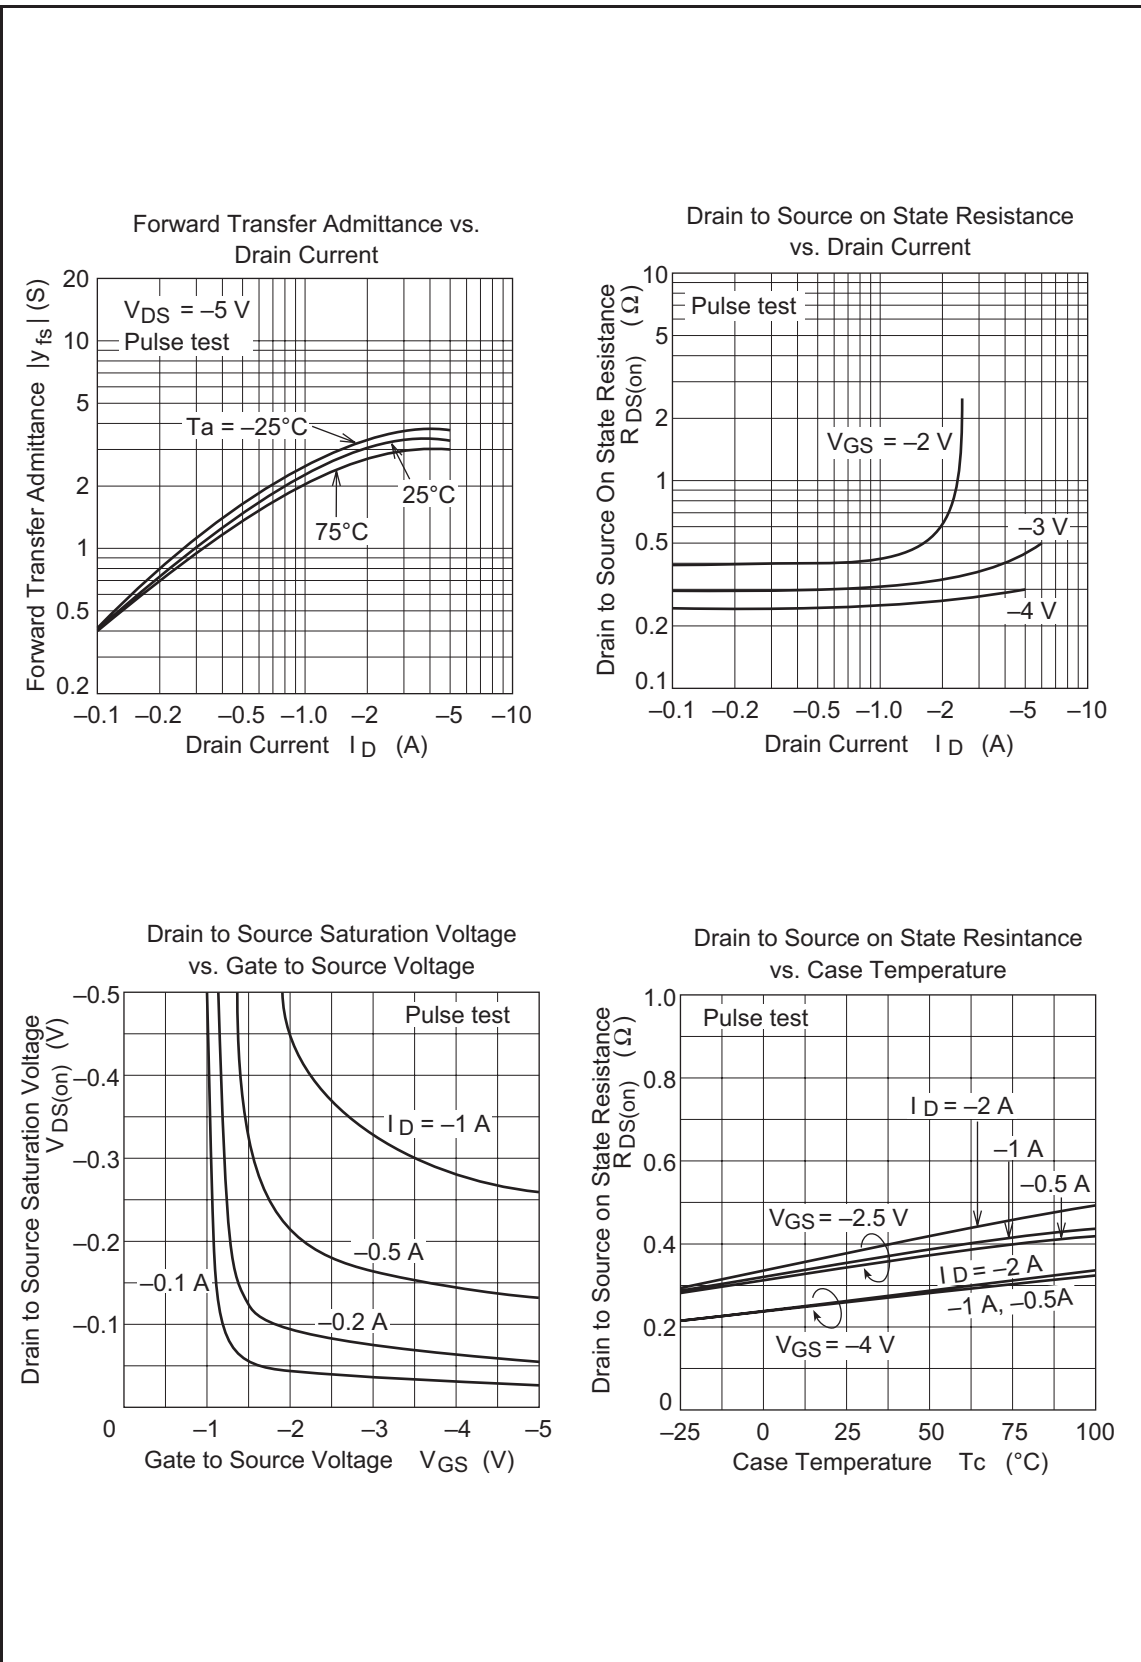 Forward Transfer Admittance vs.
Drain Current
Forward Transfer Admittance |y fs| (S)
20
10
5
2
1
0.5
0.2
VDS = –5 V
Pulse test
Ta = –25°C
25°C
75°C
–0.1 –0.2 –0.5 –1.0 –2 –5 –10
Drain Current I D (A)
Drain to Source on State Resistance
vs. Drain Current
Drain to Source On State Resistance
R DS(on) (Ω)
10
5
2
1
0.5
0.2
0.1
Pulse test
VGS = –2 V
–3 V
–4 V
–0.1 –0.2 –0.5 –1.0 –2 –5 –10
Drain Current I D (A)
Drain to Source Saturation Voltage
vs. Gate to Source Voltage
Drain to Source Saturation Voltage
V DS(on) (V)
–0.5
–0.4
–0.3
–0.2
–0.1
Pulse test
I D = –1 A
–0.5 A
–0.1 A
–0.2 A
0 –1 –2 –3 –4 –5
Gate to Source Voltage VGS (V)
Drain to Source on State Resintance
vs. Case Temperature
Drain to Source on State Resistance
RDS(on) (Ω)
1.0
0.8
0.6
0.4
0.2
0
Pulse test
I D = –2 A
–1 A
–0.5 A
VGS = –2.5 V
I D = –2 A
–1 A, –0.5A
VGS = –4 V
–25 0 25 50 75 100
Case Temperature Tc (°C)